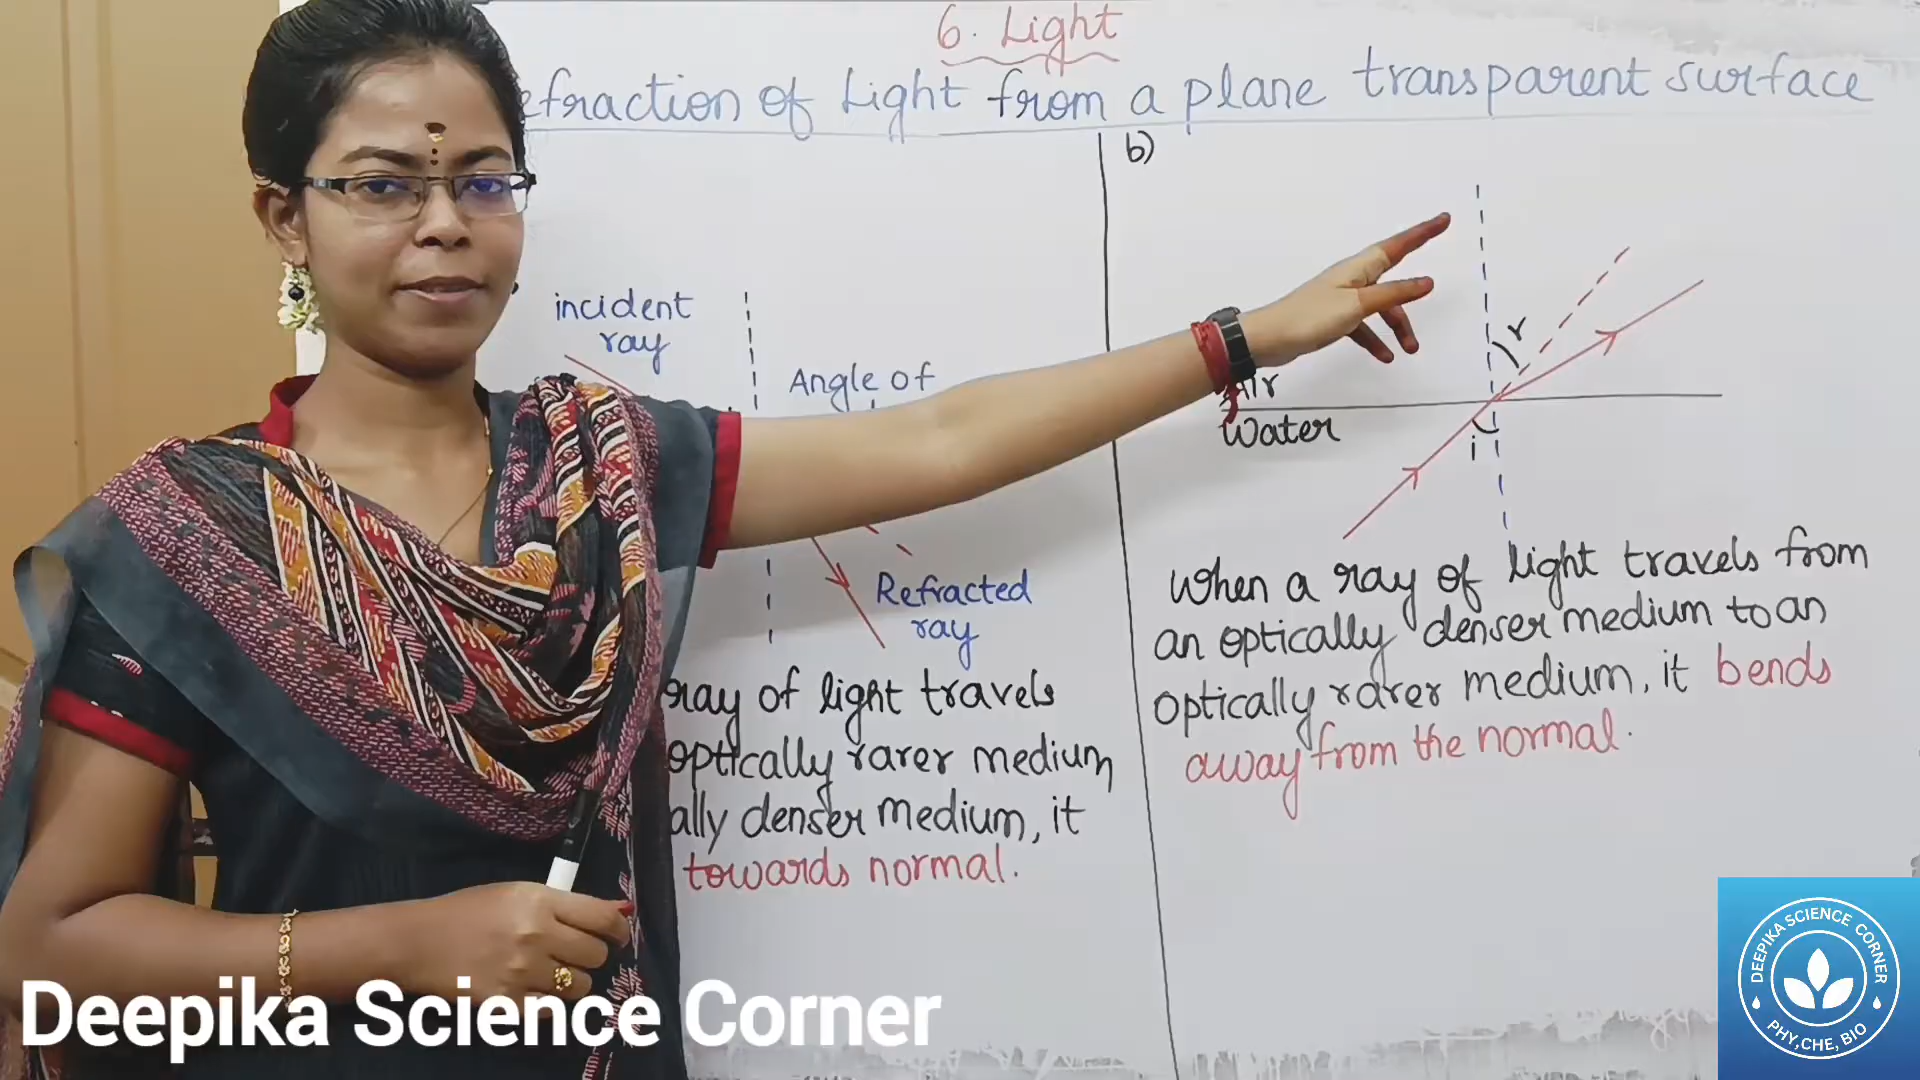 6. Light
efraction of Light from a plane transparent surface
incident
ray
Angle of
Refracted
ray
ray of light travels
optically rarer medium
ally denser medium, it
towards normal.
b)
r
Air
Water
i
When a ray of light travels from
an optically denser medium to an
optically rarer medium, it bends
away from the normal.
Deepika Science Corner
DEEPIKA SCIENCE CORNER
PHY,CHE, BIO